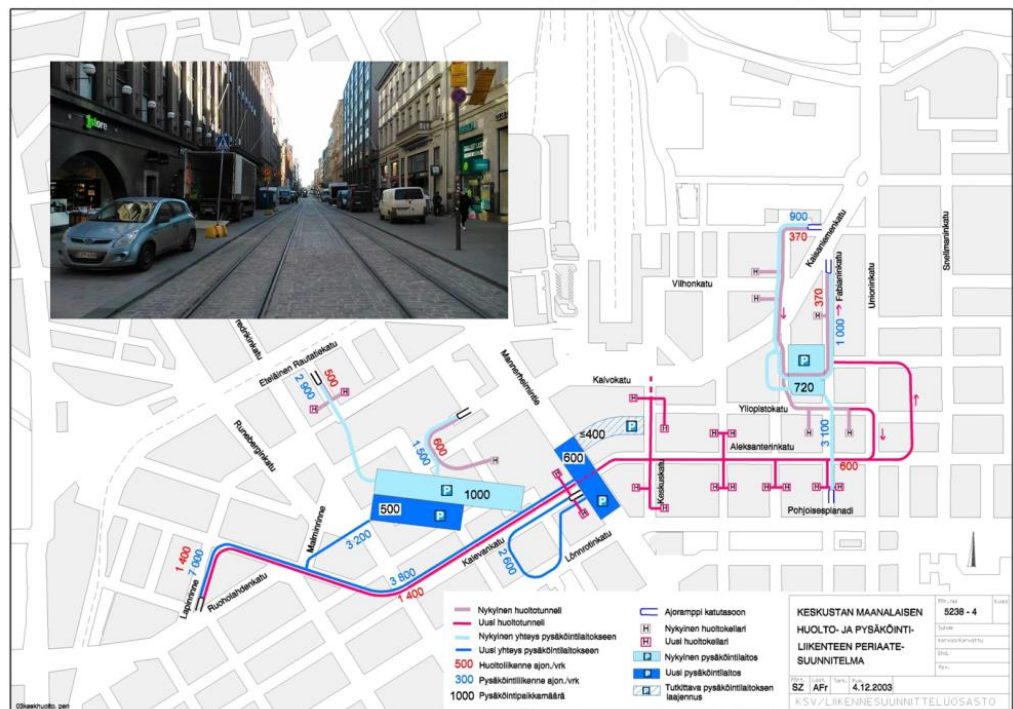 store
900
370
Kaisaniemenkatu
Vilhonkatu
370
Fabianinkatu
1 000
Unioninkatu
Snellmaninkatu
P
720
Yliopistokatu
H
3 100
600
Pohjoisesplanadi
Kaivokatu
Aleksanterinkatu
Keskuskatu
Mannerheimintie
≤400
P
600
P
Eteläinen Rautatiekatu
2 900
500
Runeberginkatu
1 500
600
P
1000
500
P
Malminrinne
3 200
1 400
7 000
Lapinrinne
Ruoholahdenkatu
3 800
1 400
Kalevankatu
2 600
Lönnrotinkatu
Nykyinen huoltotunneli
Uusi huoltotunneli
Nykyinen yhteys pysäköintilaitokseen
Uusi yhteys pysäköintilaitokseen
500 Huoltoliikenne ajon./vrk
300 Pysäköintiliikenne ajon./vrk
1000 Pysäköintipaikkamäärä
Ajoramppi katutasoon
H Nykyinen huoltokellari
H Uusi huoltokellari
P Nykyinen pysäköintilaitos
P Uusi pysäköintilaitos
P Tutkittava pysäköintilaitoksen
laajennus
KESKUSTAN MAANALAISEN
HUOLTO- JA PYSÄKÖINTI-
LIIKENTEEN PERIAATE-
SUUNNITELMA
5238 - 4
SZ AFr 4.12.2003
KSV/LIIKENNESUUNNITTELUOSASTO